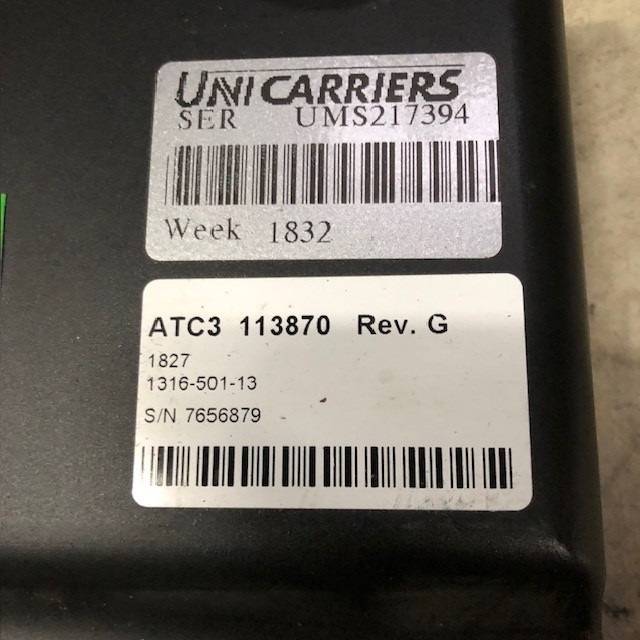 UNICARRIERS
SER UMS217394
Week 1832
ATC3 113870 Rev. G
1827
1316-501-13
S/N 7656879